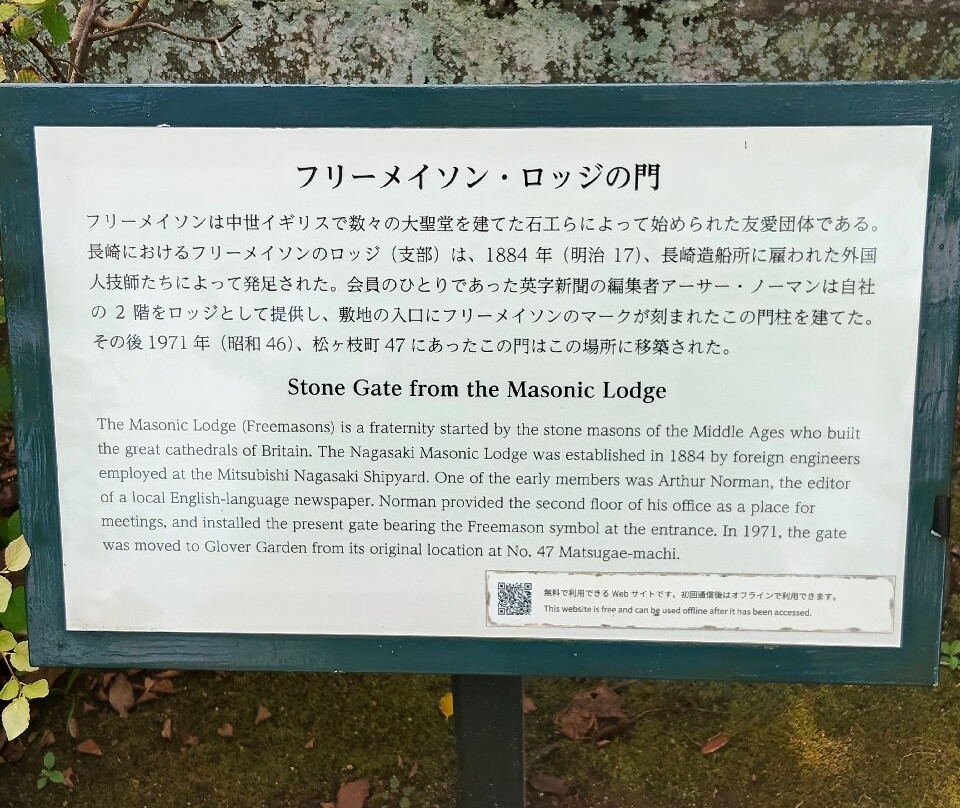 フリーメイソン・ロッジの門
フリーメイソンは中世イギリスで数々の大聖堂を建てた石工らによって始められた友愛団体である。
長崎におけるフリーメイソンのロッジ（支部）は、1884 年（明治 17）、長崎造船所に雇われた外国
人技師たちによって発足された。会員のひとりであった英字新聞の編集者アーサー・ノーマンは自社
の 2 階をロッジとして提供し、敷地の入口にフリーメイソンのマークが刻まれたこの門柱を建てた。
その後 1971 年（昭和 46）、松ヶ枝町 47 にあったこの門はこの場所に移築された。
Stone Gate from the Masonic Lodge
The Masonic Lodge (Freemasons) is a fraternity started by the stone masons of the Middle Ages who built
the great cathedrals of Britain. The Nagasaki Masonic Lodge was established in 1884 by foreign engineers
employed at the Mitsubishi Nagasaki Shipyard. One of the early members was Arthur Norman, the editor
of a local English-language newspaper. Norman provided the second floor of his office as a place for
meetings, and installed the present gate bearing the Freemason symbol at the entrance. In 1971, the gate
was moved to Glover Garden from its original location at No. 47 Matsugae-machi.
無料で利用できる Web サイトです。初回通信後はオフラインで利用できます。
This website is free and can be used offline after it has been accessed.